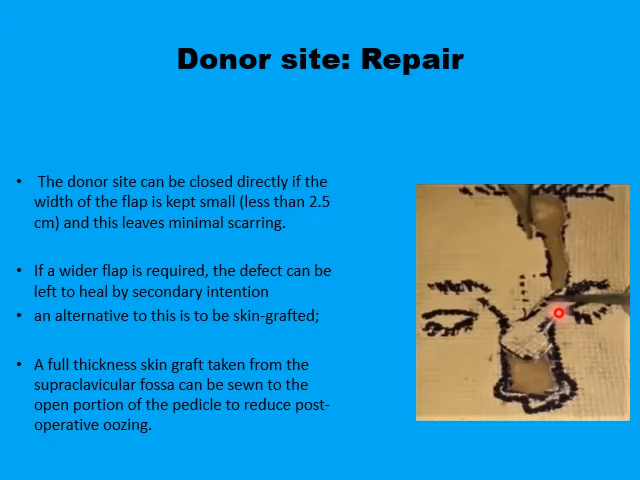 Donor site: Repair
• The donor site can be closed directly if the
width of the flap is kept small (less than 2.5
cm) and this leaves minimal scarring.
• If a wider flap is required, the defect can be
left to heal by secondary intention
• an alternative to this is to be skin-grafted;
• A full thickness skin graft taken from the
supraclavicular fossa can be sewn to the
open portion of the pedicle to reduce post-
operative oozing.